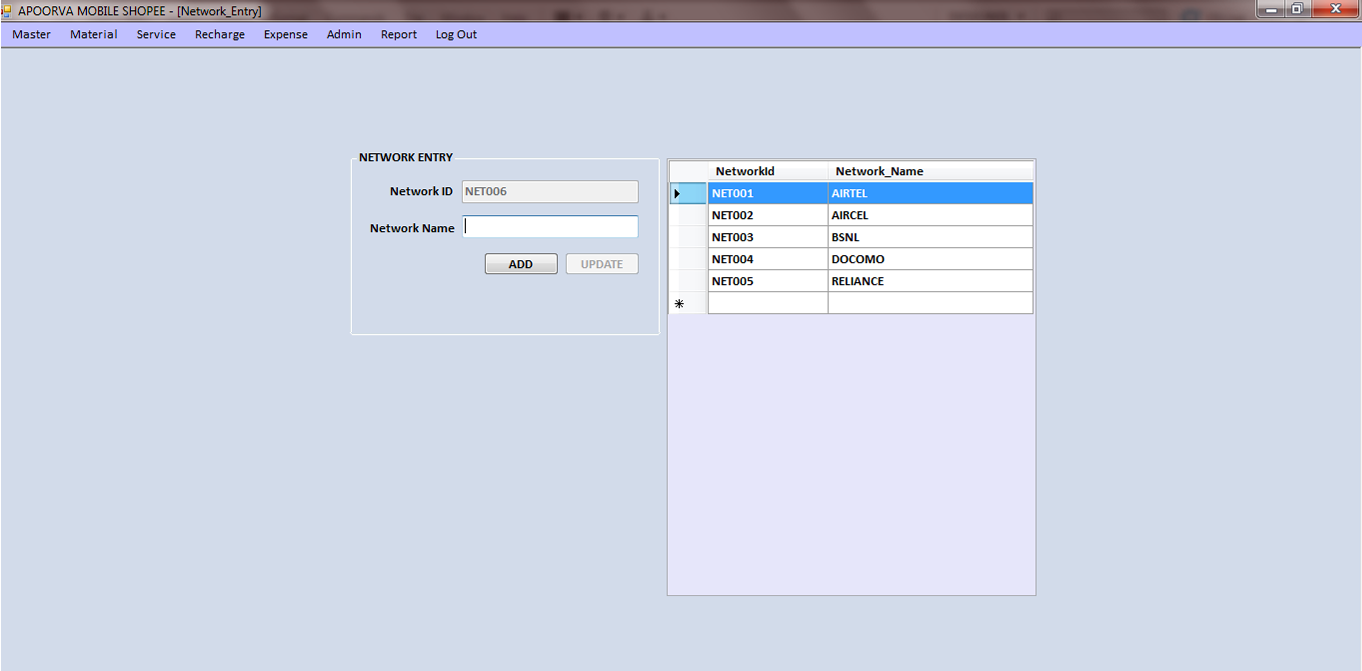 APOORVA MOBILE SHOPEE - [Network_Entry]
Master Material Service Recharge Expense Admin Report Log Out
NETWORK ENTRY
Network ID NET006
Network Name
ADD UPDATE
NetworkId Network_Name
NET001 AIRTEL
NET002 AIRCEL
NET003 BSNL
NET004 DOCOMO
NET005 RELIANCE